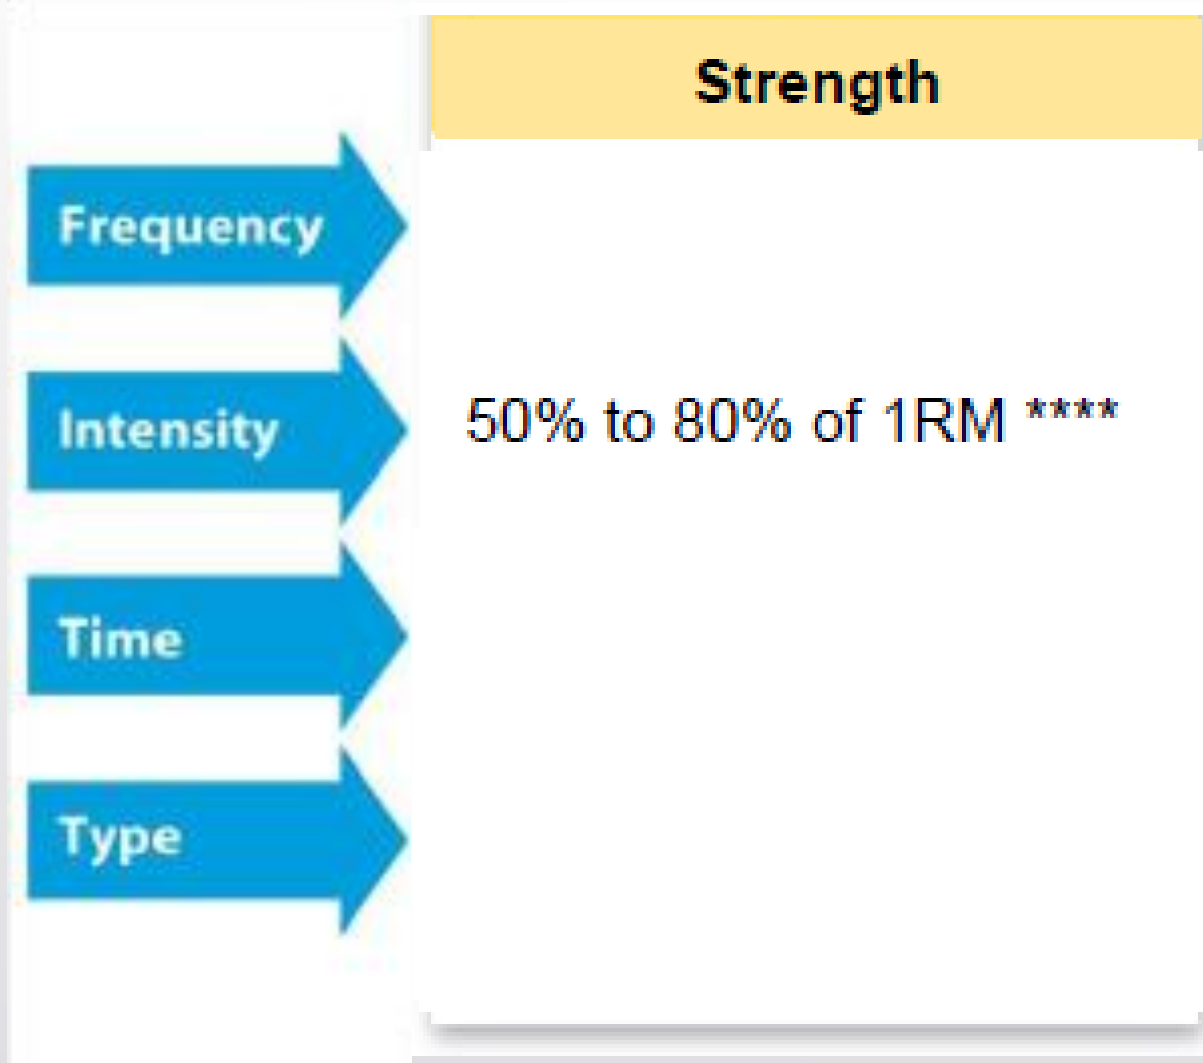 Strength
Frequency
Intensity
50% to 80% of 1RM ****
Time
Type